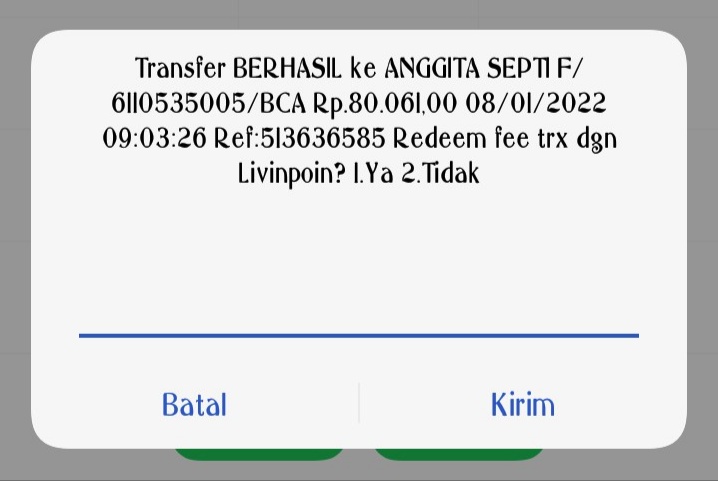 Transfer BERHASIL ke ANGGITA SEPTI F/
6110535005/BCA Rp.80.061,00 08/01/2022
09:03:26 Ref:513636585 Redeem fee trx dgn
Livinpoin? 1.Ya 2.Tidak
Batal
Kirim